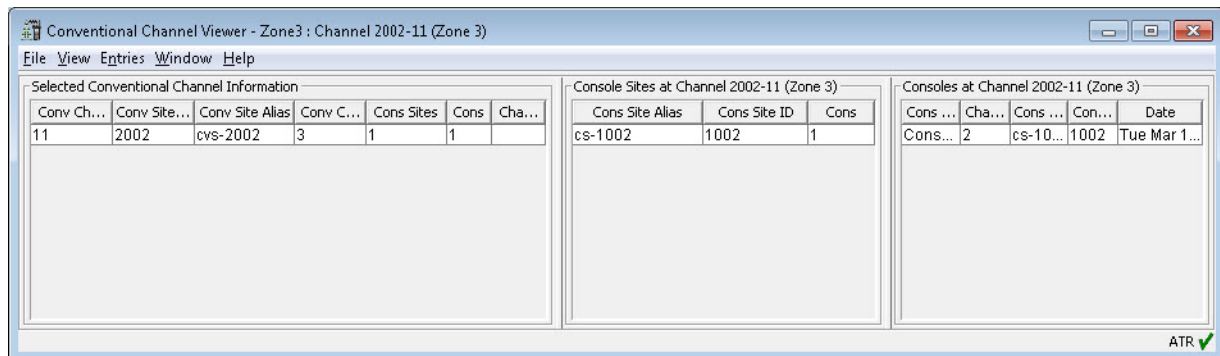 Conventional Channel Viewer - Zone3 : Channel 2002-11 (Zone 3)
File View Entries Window Help
Selected Conventional Channel Information
Conv Ch... Conv Site... Conv Site Alias Conv C... Cons Sites Cons Cha...
11 2002 cvs-2002 3 1 1
Console Sites at Channel 2002-11 (Zone 3)
Cons Site Alias Cons Site ID Cons
cs-1002 1002 1
Consoles at Channel 2002-11 (Zone 3)
Cons ... Cha... Cons ... Con... Date
Cons... 2 cs-10... 1002 Tue Mar 1...
ATR